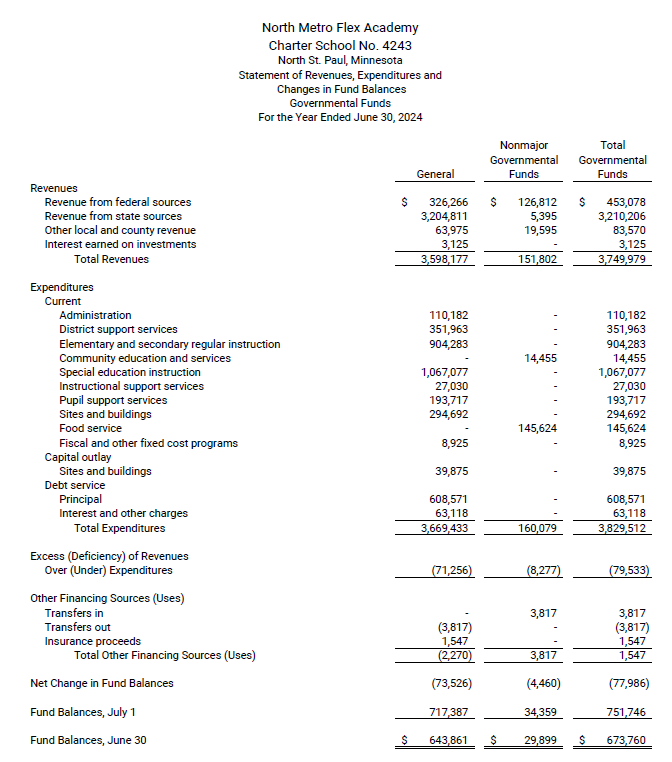 North Metro Flex Academy
Charter School No. 4243
North St. Paul, Minnesota
Statement of Revenues, Expenditures and
Changes in Fund Balances
Governmental Funds
For the Year Ended June 30, 2024
Nonmajor Total
Governmental Governmental
General Funds Funds
Revenues
Revenue from federal sources $ 326,266 $ 126,812 $ 453,078
Revenue from state sources 3,204,811 5,395 3,210,206
Other local and county revenue 63,975 19,595 83,570
Interest earned on investments 3,125 - 3,125
Total Revenues 3,598,177 151,802 3,749,979
Expenditures
Current
Administration 110,182 - 110,182
District support services 351,963 - 351,963
Elementary and secondary regular instruction 904,283 - 904,283
Community education and services - 14,455 14,455
Special education instruction 1,067,077 - 1,067,077
Instructional support services 27,030 - 27,030
Pupil support services 193,717 - 193,717
Sites and buildings 294,692 - 294,692
Food service - 145,624 145,624
Fiscal and other fixed cost programs 8,925 - 8,925
Capital outlay
Sites and buildings 39,875 - 39,875
Debt service
Principal 608,571 - 608,571
Interest and other charges 63,118 - 63,118
Total Expenditures 3,669,433 160,079 3,829,512
Excess (Deficiency) of Revenues
Over (Under) Expenditures (71,256) (8,277) (79,533)
Other Financing Sources (Uses)
Transfers in - 3,817 3,817
Transfers out (3,817) - (3,817)
Insurance proceeds 1,547 - 1,547
Total Other Financing Sources (Uses) (2,270) 3,817 1,547
Net Change in Fund Balances (73,526) (4,460) (77,986)
Fund Balances, July 1 717,387 34,359 751,746
Fund Balances, June 30 $ 643,861 $ 29,899 $ 673,760